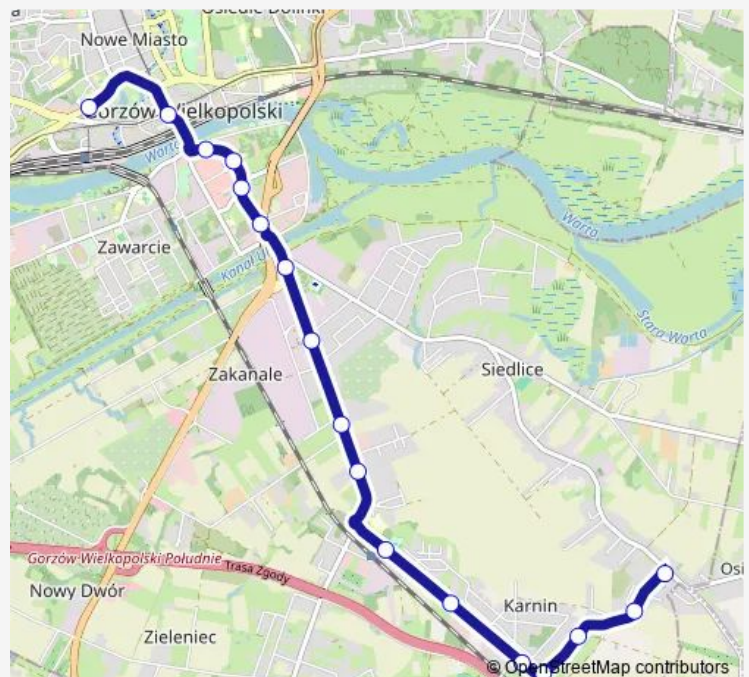 a
Osiedle Dolinki
Nowe Miasto
Gorzów Wielkopolski
Warta
Zawarcie
Kanał Ul
Warta
Stara Warta
Zakanale
Siedlice
Gorzów Wielkopolski Południe
Trasa Zgody
Nowy Dwór
Osi
Karnin
Zieleniec
© OpenStreetMap contributors